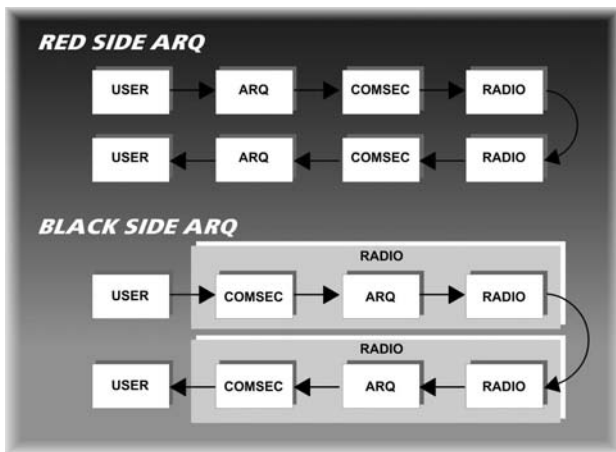 RED SIDE ARQ
USER ARQ COMSEC RADIO
USER ARQ COMSEC RADIO
BLACK SIDE ARQ
RADIO
USER COMSEC ARQ RADIO
RADIO
USER COMSEC ARQ RADIO